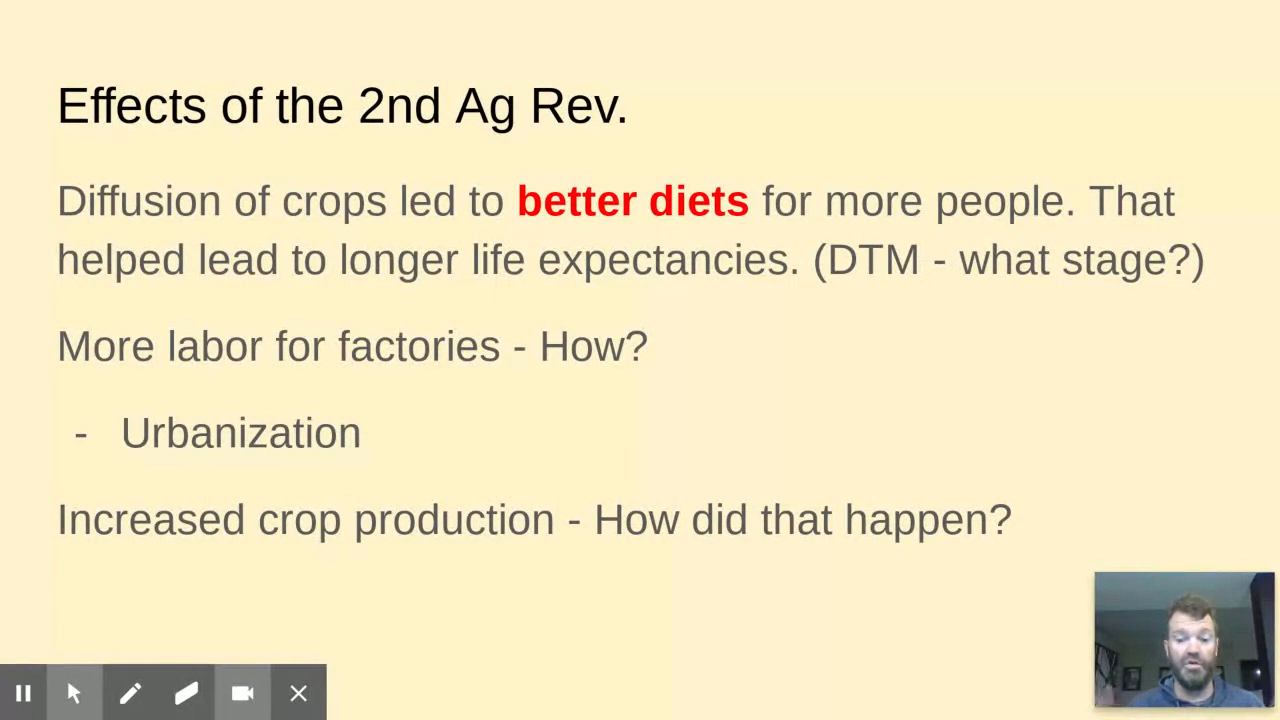 Effects of the 2nd Ag Rev.
Diffusion of crops led to better diets for more people. That
helped lead to longer life expectancies. (DTM - what stage?)
More labor for factories - How?
- Urbanization
Increased crop production - How did that happen?